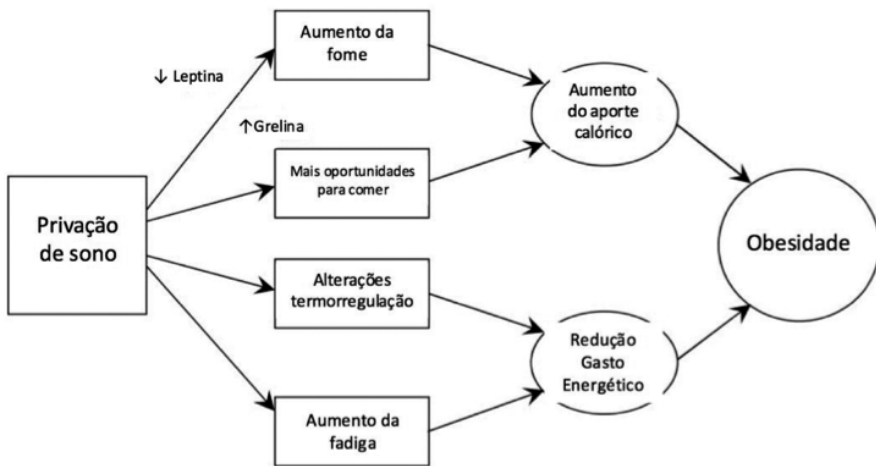 Aumento da
fome
↓ Leptina
↑Grelina
Mais oportunidades
para comer
Privação
de sono
Alterações
termorregulação
Aumento da
fadiga
Aumento
do aporte
calórico
Redução
Gasto
Energético
Obesidade